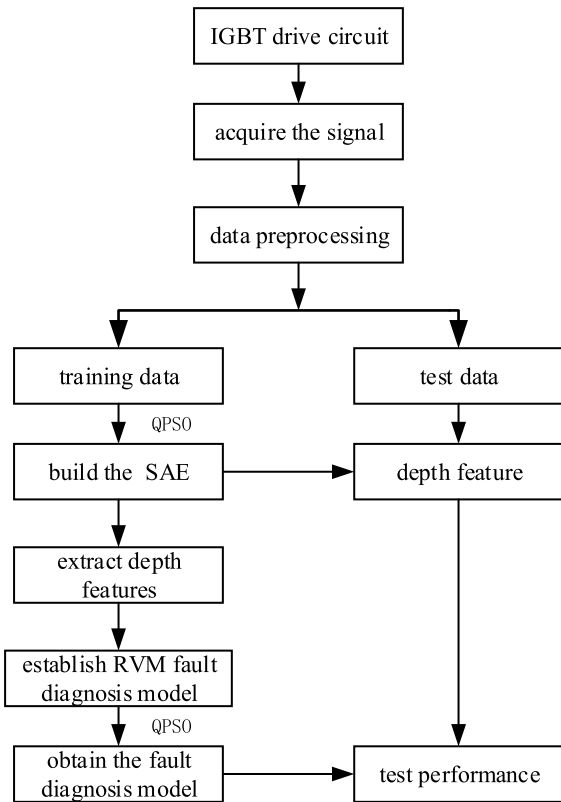 IGBT drive circuit
acquire the signal
data preprocessing
training data
test data
QPSO
build the SAE
depth feature
extract depth
features
establish RVM fault
diagnosis model
QPSO
obtain the fault
diagnosis model
test performance